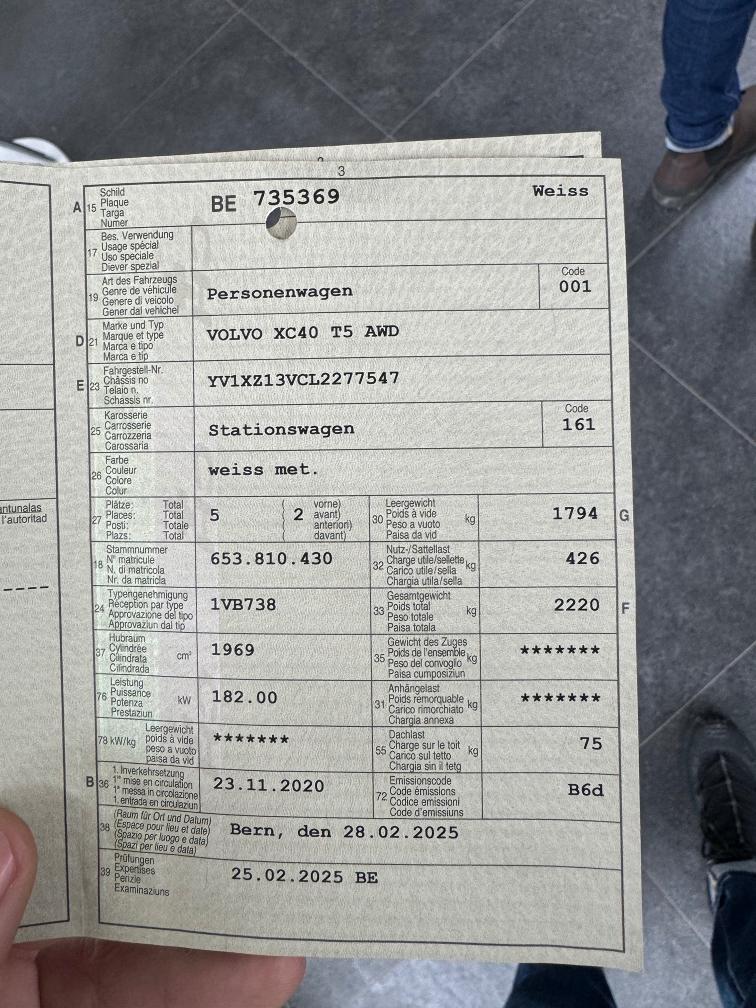 3
A 15 Schild
Plaque
Targa
Numer
BE 735369 Weiss
17 Bes. Verwendung
Usage spécial
Uso speciale
Diever spezial
19 Art des Fahrzeugs
Genre de véhicule
Genere di veicolo
Gener dal vehichel
Personenwagen
Code
001
D 21 Marke und Typ
Marque et type
Marca e tipo
Marca e tip
VOLVO XC40 T5 AWD
E 23 Fahrgestell-Nr.
Châssis no
Telaio n.
Schassis nr.
YV1XZ13VCL2277547
25 Karosserie
Carrosserie
Carrozzeria
Carossaria
Stationswagen
Code
161
26 Farbe
Couleur
Colore
Colur
weiss met.
27 Plätze: Total
Places: Total
Posti: Totale
Plazs: Total
5
2 vorne)
avant)
anteriori)
davant)
30 Leergewicht
Poids à vide
Peso a vuoto
Paisa da vid
kg
1794 G
18 Stammnummer
N° matricule
N. di matricola
Nr. da matricla
653.810.430
32 Nutz-/Sattellast
Charge utile/sellette
Carico utile/sella
Chargia utila/sella
kg
426
24 Typengenehmigung
Réception par type
Approvazione del tipo
Approvaziun dal tip
1VB738
33 Gesamtgewicht
Poids total
Peso totale
Paisa totala
kg
2220 F
37 Hubraum
Cylindrée
Cilindrata
Cilindrada
cm³
1969
35 Gewicht des Zuges
Poids de l'ensemble
Peso del convoglio
Paisa cumposiziun
kg
*******
76 Leistung
Puissance
Potenza
Prestaziun
kW
182.00
31 Anhängelast
Poids remorquable
Carico rimorchiato
Chargia annexa
kg
*******
78 kW/kg Leergewicht
poids à vide
peso a vuoto
paisa da vid
*******
55 Dachlast
Charge sur le toit
Carico sul tetto
Chargia sin il tetg
kg
75
B 36 1. Inverkehrsetzung
1re mise en circulation
1a messa in circolazione
1. entrada en circulaziun
23.11.2020
72 Emissionscode
Code émissions
Codice emissioni
Code d'emissiuns
B6d
38 (Raum für Ort und Datum)
(Espace pour lieu et date)
(Spazio per luogo e data)
(Spazi per lieu e data)
Bern, den 28.02.2025
39 Prüfungen
Expertises
Perizie
Examinaziuns
25.02.2025 BE
l'autoritad
----